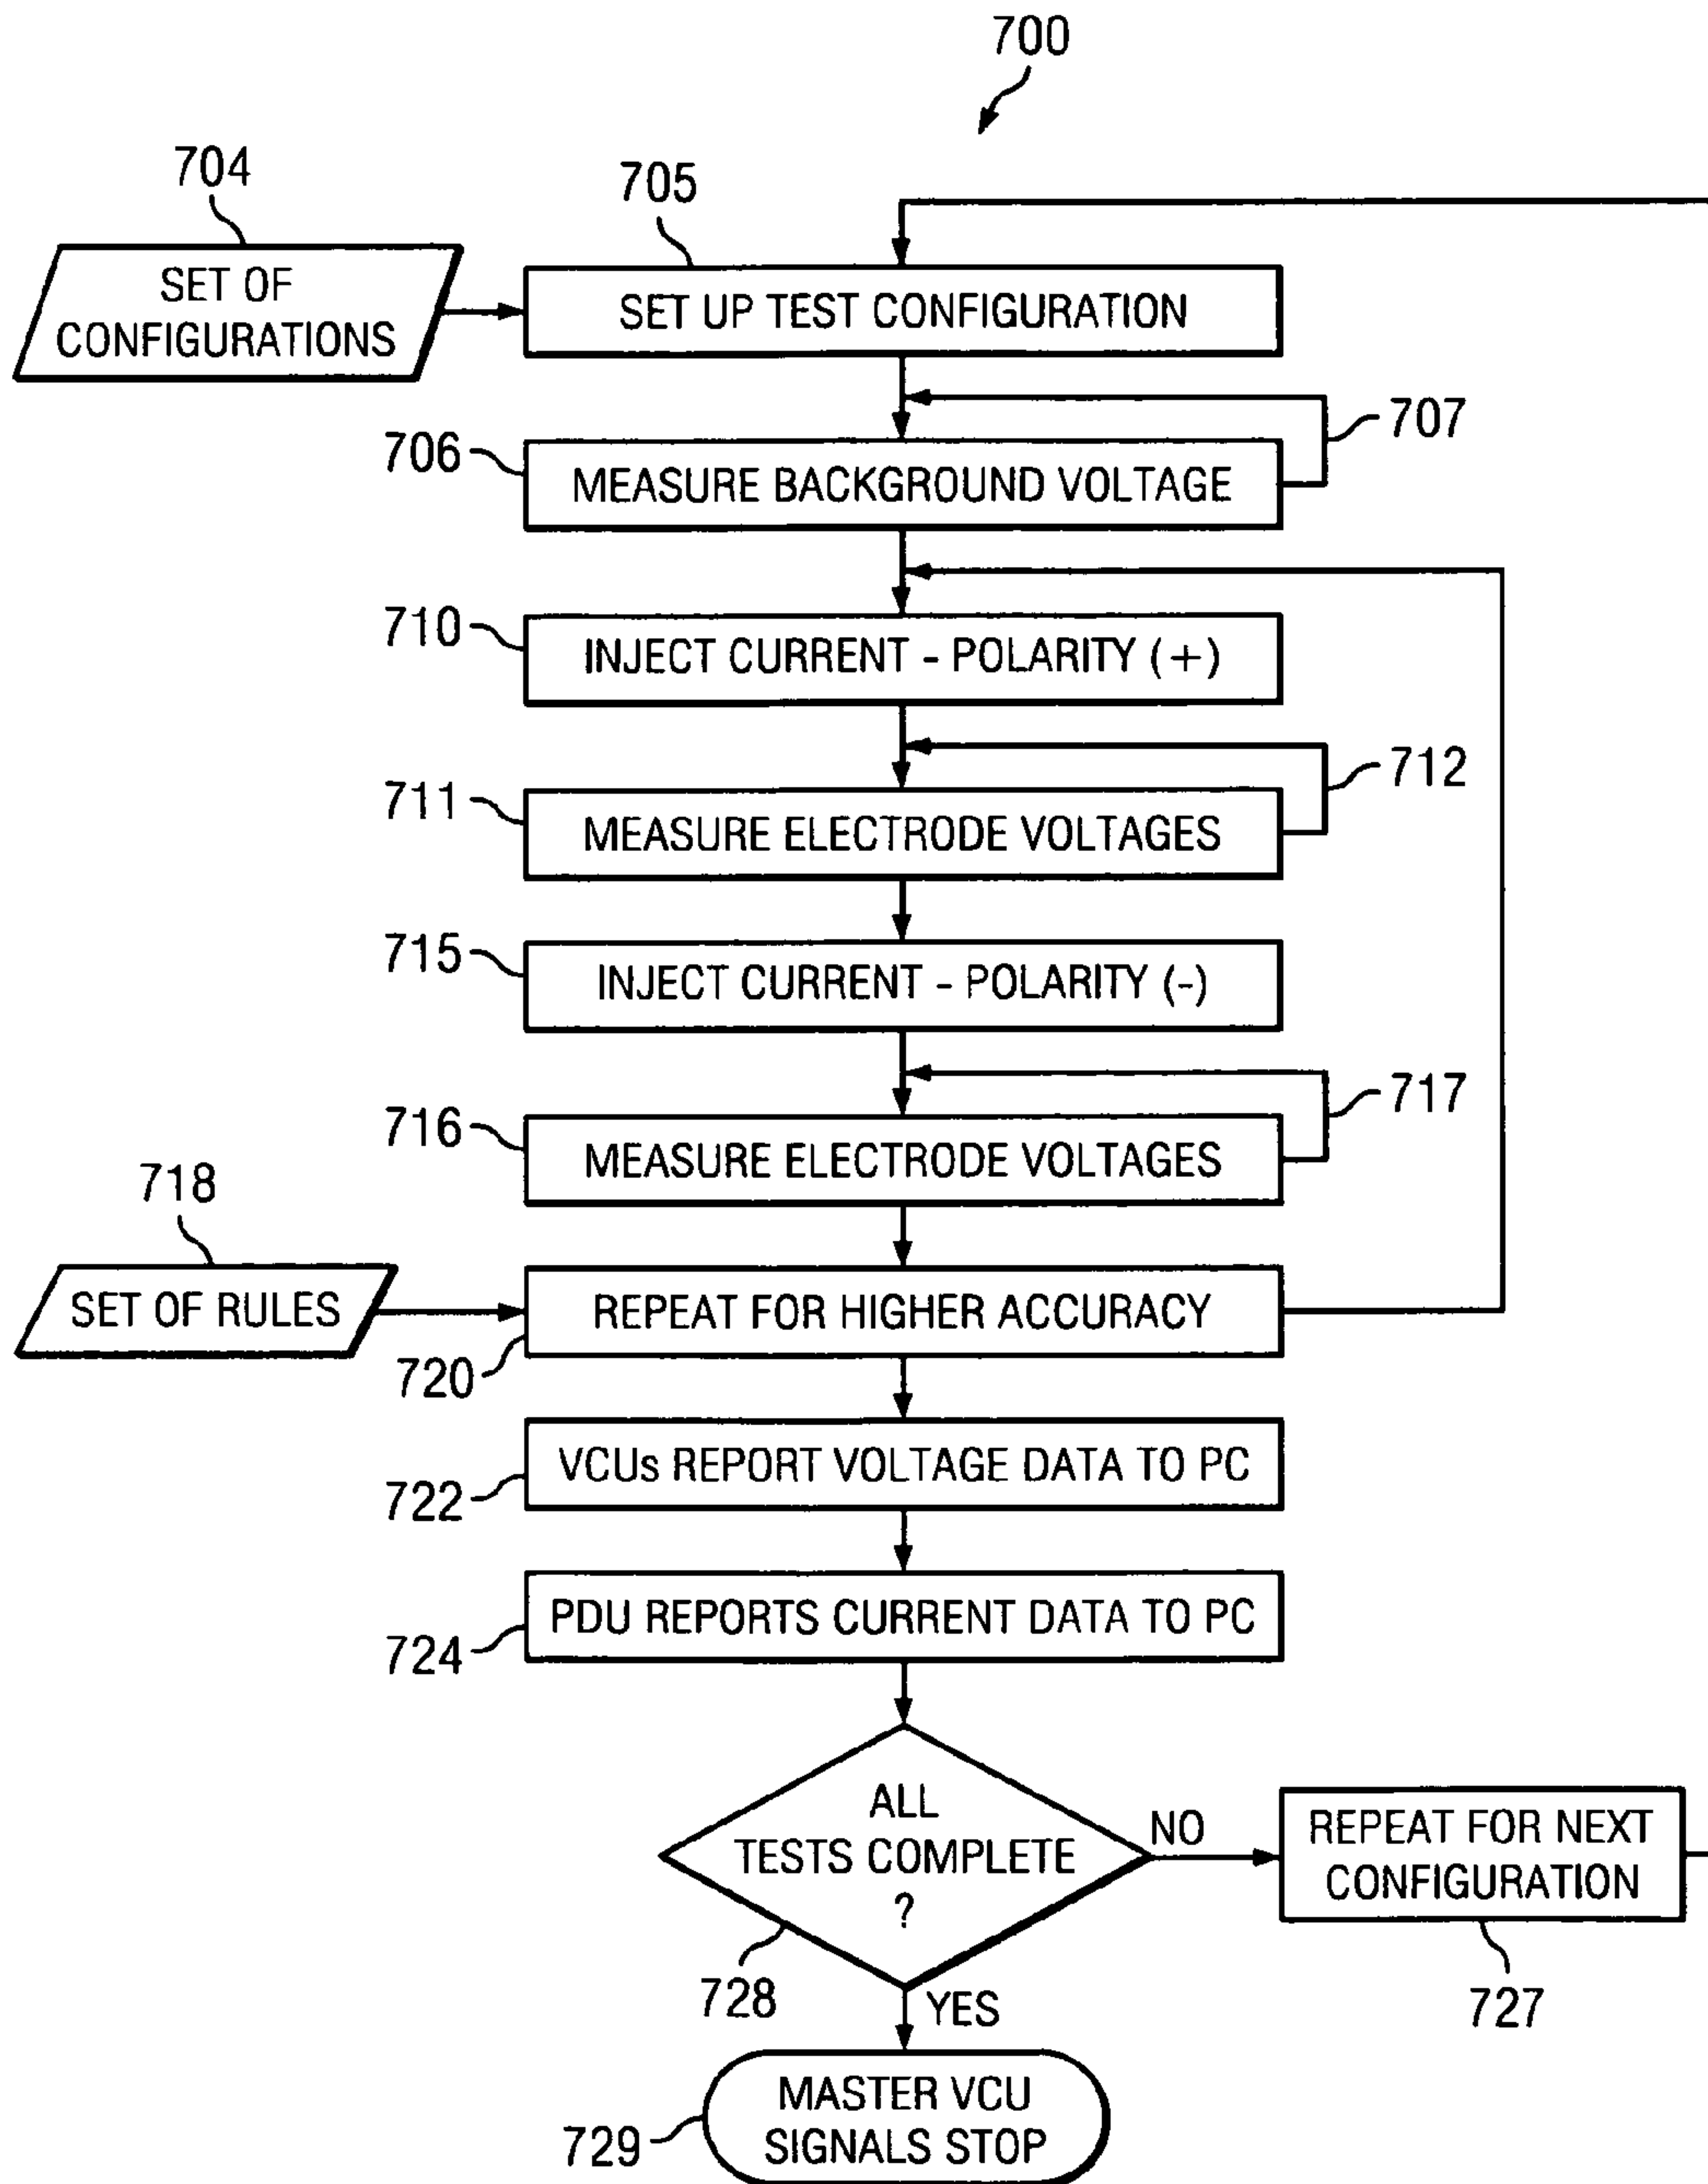 700
704
705
SET OF
CONFIGURATIONS
SET UP TEST CONFIGURATION
707
706
MEASURE BACKGROUND VOLTAGE
710
INJECT CURRENT - POLARITY (+)
712
711
MEASURE ELECTRODE VOLTAGES
715
INJECT CURRENT - POLARITY (-)
717
716
MEASURE ELECTRODE VOLTAGES
718
SET OF RULES
REPEAT FOR HIGHER ACCURACY
720
VCUs REPORT VOLTAGE DATA TO PC
722
PDU REPORTS CURRENT DATA TO PC
724
ALL
TESTS COMPLETE
?
NO
REPEAT FOR NEXT
CONFIGURATION
728
727
YES
MASTER VCU
SIGNALS STOP
729